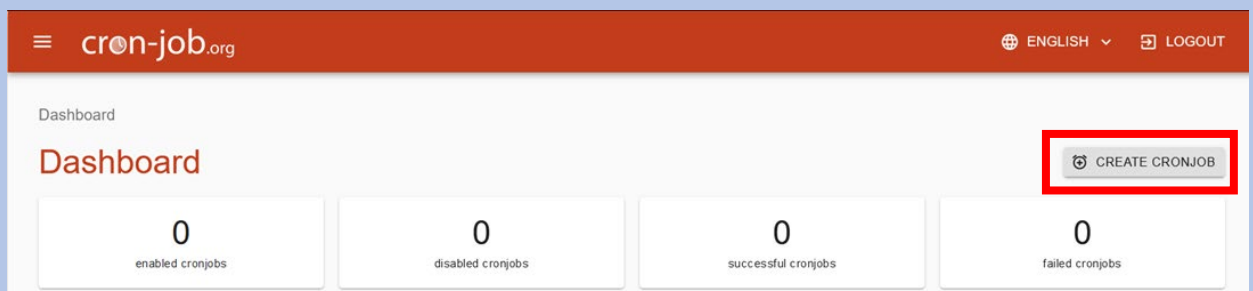 cron-job.org
ENGLISH
LOGOUT
Dashboard
Dashboard
CREATE CRONJOB
0
enabled cronjobs
0
disabled cronjobs
0
successful cronjobs
0
failed cronjobs